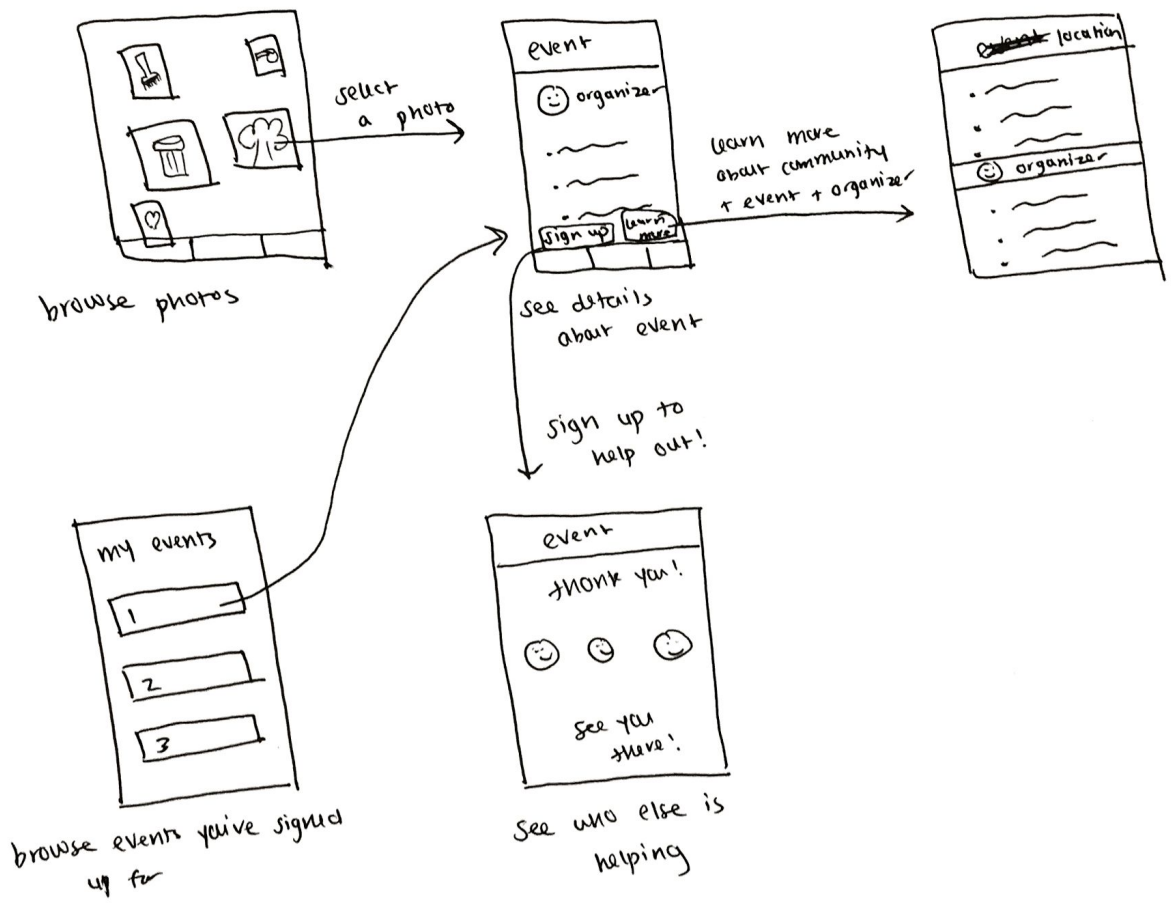 select
a photo
browse photos
event
organizer
sign up
learn
more
see details
about event
learn more
about community
+ event + organizer
event location
organizer
sign up to
help out!
my events
1
2
3
browse events you've signed
up for
event
thank you!
see you
there!
see who else is
helping